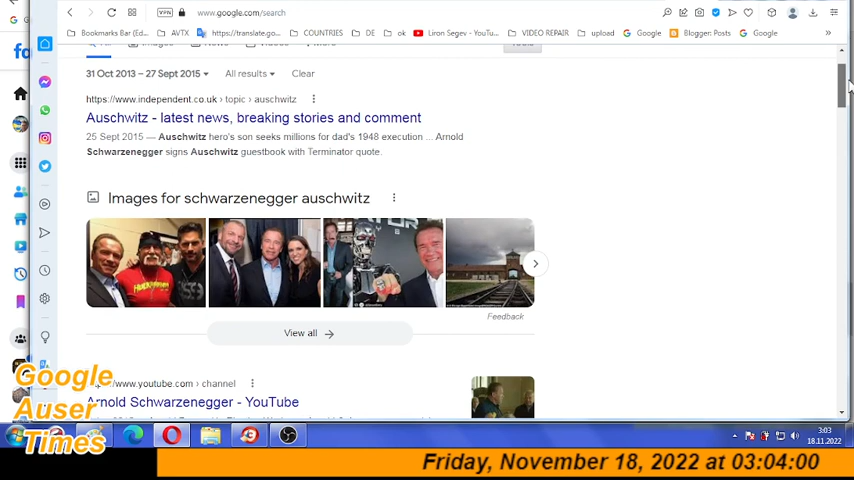 www.google.com/search
VPN
Bookmarks Bar (Ed...
AVTX
https://translate.go...
COUNTRIES
DE
ok
Liron Segev - YouTu...
VIDEO REPAIR
upload
Google
Blogger: Posts
Google
»
31 Oct 2013 – 27 Sept 2015
All results
Clear
https://www.independent.co.uk › topic › auschwitz
Auschwitz - latest news, breaking stories and comment
25 Sept 2015 — Auschwitz hero's son seeks millions for dad's 1948 execution ... Arnold
Schwarzenegger signs Auschwitz guestbook with Terminator quote.
Images for schwarzenegger auschwitz
Feedback
View all
www.youtube.com › channel
Arnold Schwarzenegger - YouTube
Google
Auser
Times
3:03
18.11.2022
Friday, November 18, 2022 at 03:04:00